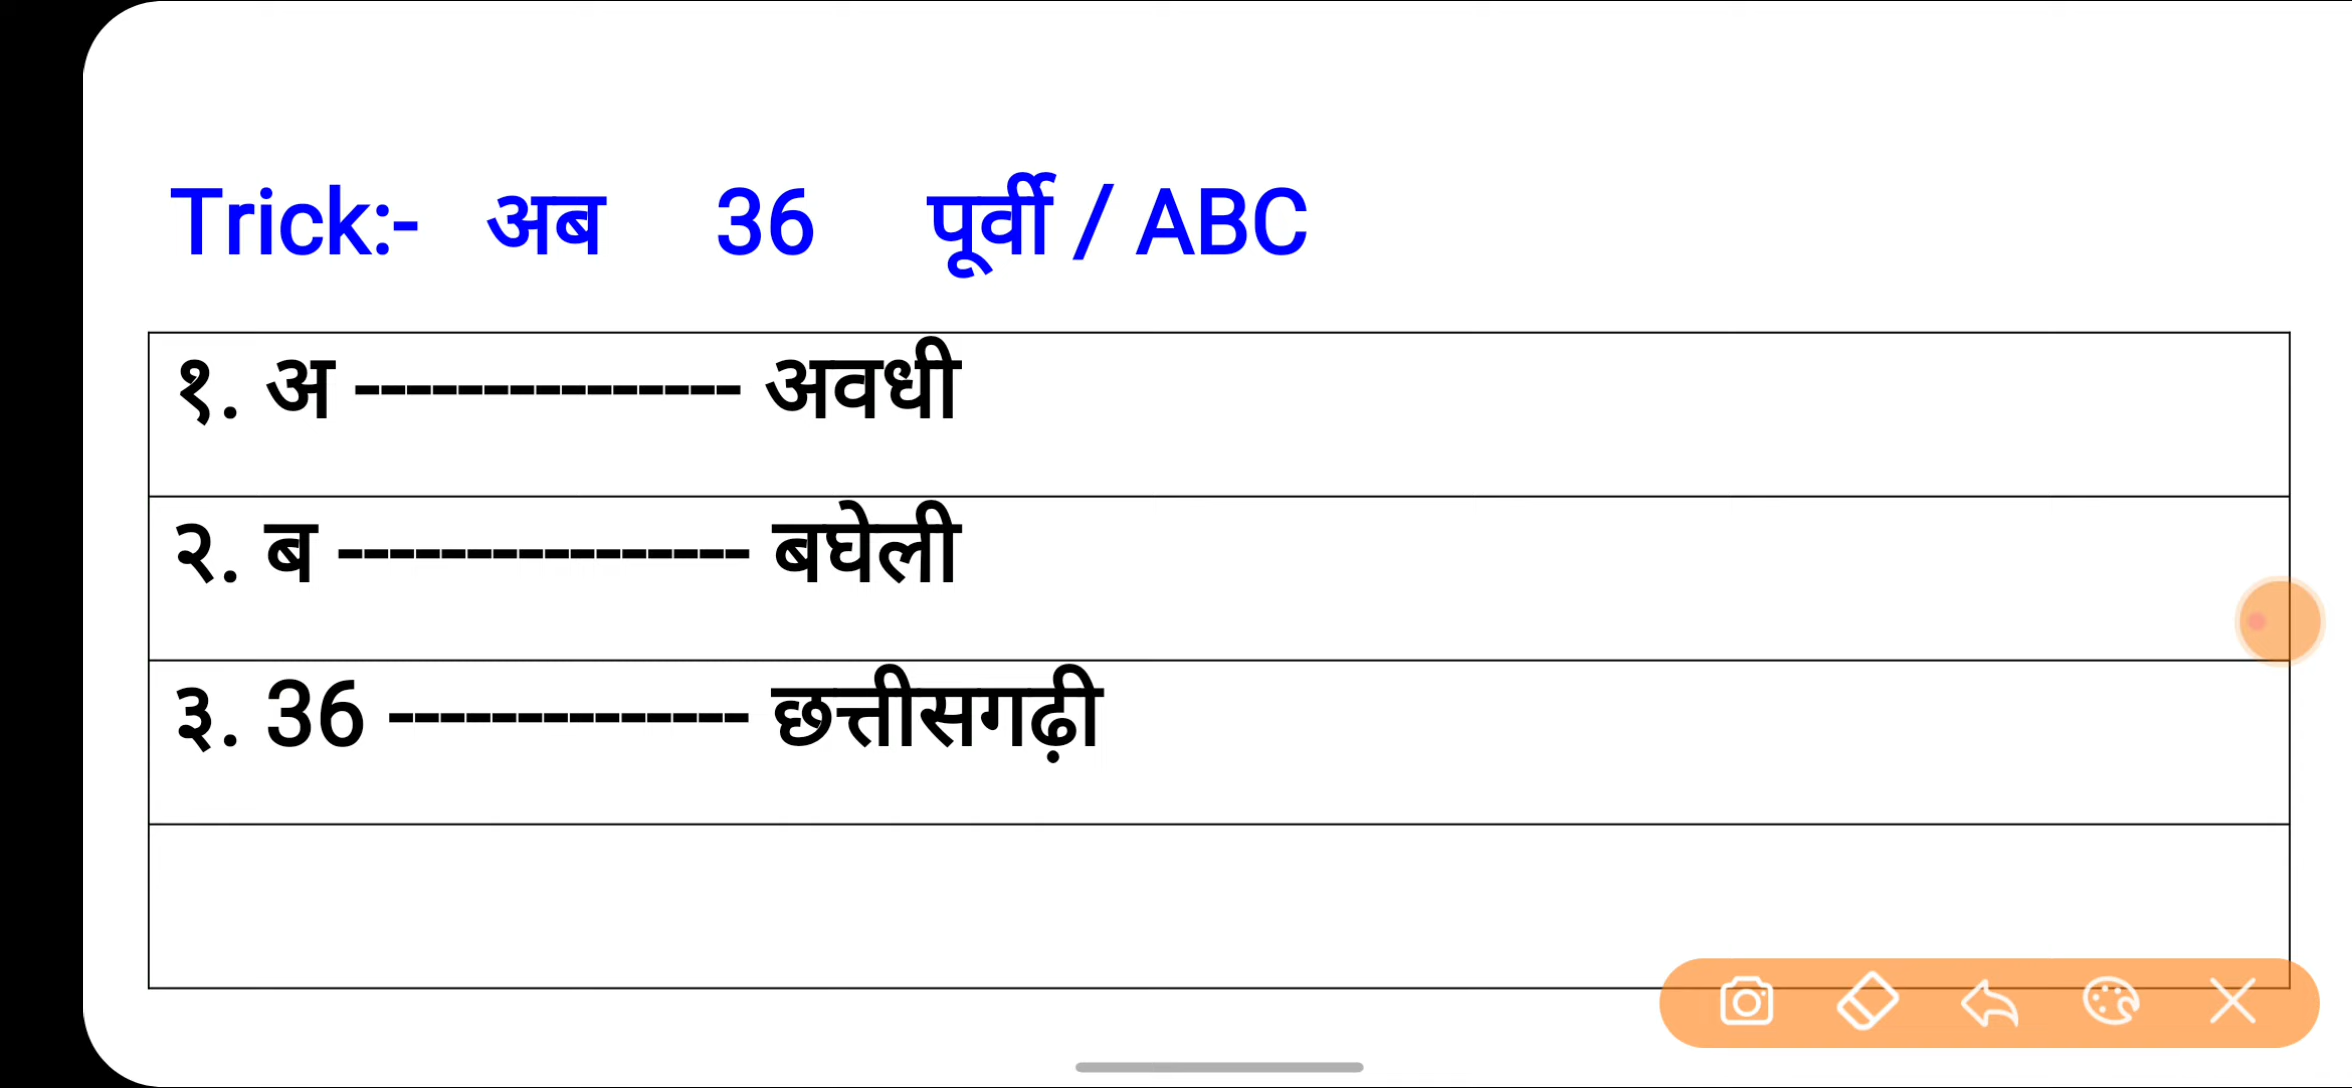 Trick:- अब 36 पूर्वी / ABC
१. अ --------------- अवधी
२. ब ---------------- बघेली
३. 36 -------------- छत्तीसगढ़ी